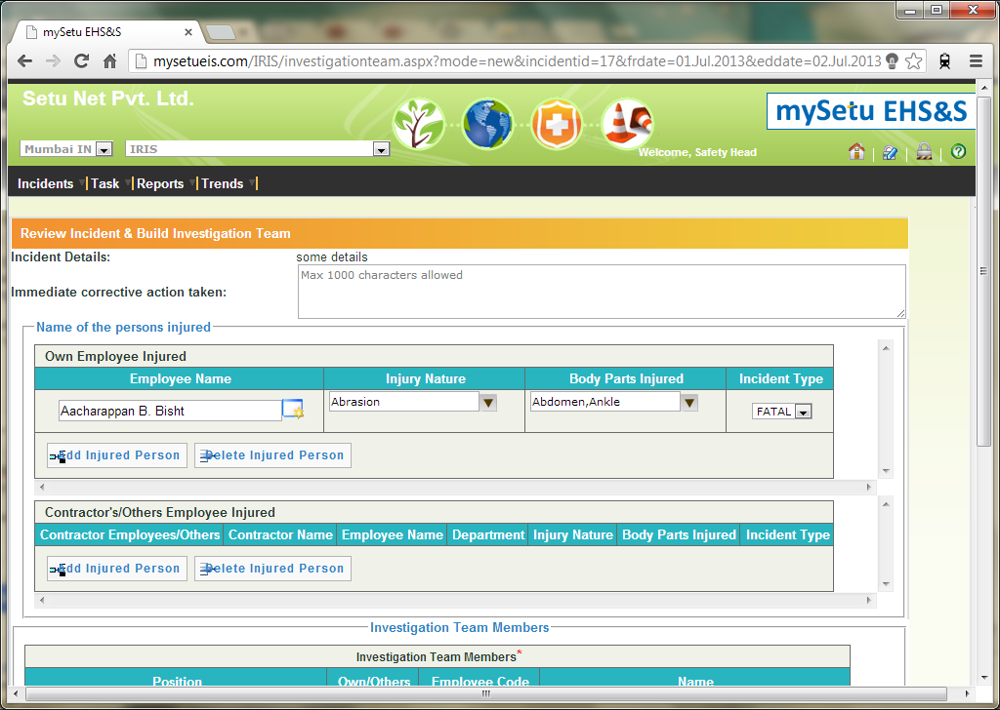 mySetu EHS&S
mysetueis.com/IRIS/investigationteam.aspx?mode=new&incidentid=17&frdate=01.Jul.2013&eddate=02.Jul.2013
Setu Net Pvt. Ltd.
mySetu EHS&S
Mumbai IN IRIS
Welcome, Safety Head
Incidents Task Reports Trends
Review Incident & Build Investigation Team
Incident Details: some details
Immediate corrective action taken: Max 1000 characters allowed
Name of the persons injured
Own Employee Injured
Employee Name Injury Nature Body Parts Injured Incident Type
Aacharappan B. Bisht Abrasion Abdomen,Ankle FATAL
Add Injured Person Delete Injured Person
Contractor's/Others Employee Injured
Contractor Employees/Others Contractor Name Employee Name Department Injury Nature Body Parts Injured Incident Type
Add Injured Person Delete Injured Person
Investigation Team Members
Investigation Team Members*
Position Own/Others Employee Code Name